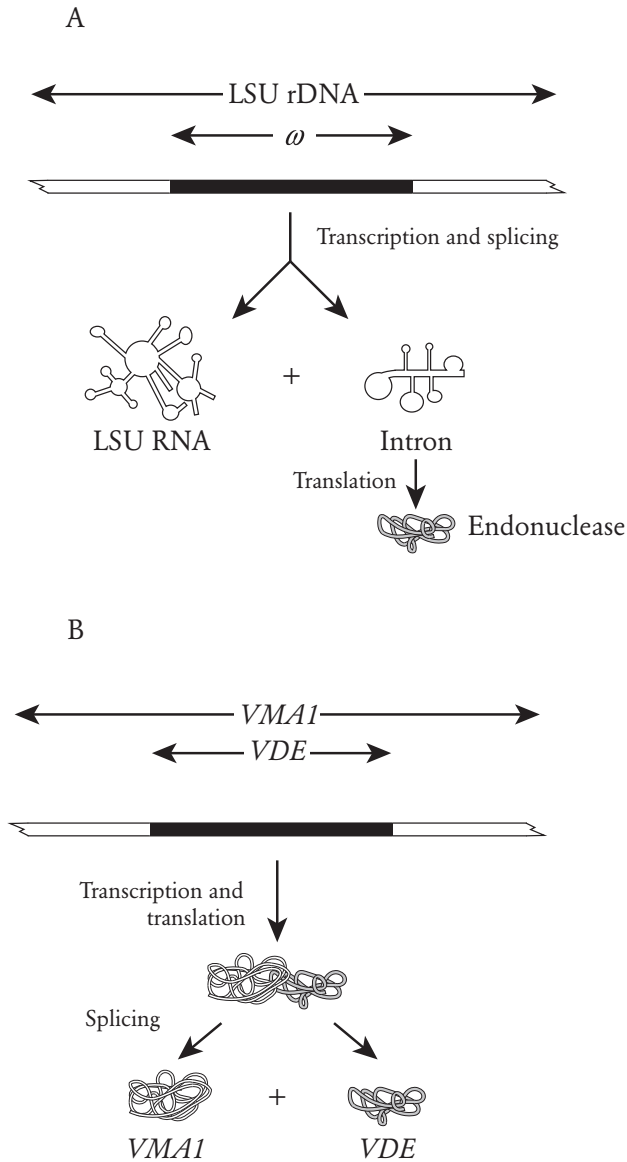 A
LSU rDNA
ω
Transcription and splicing
+
LSU RNA
Intron
Translation
Endonuclease
B
VMA1
VDE
Transcription and
translation
Splicing
+
VMA1
VDE